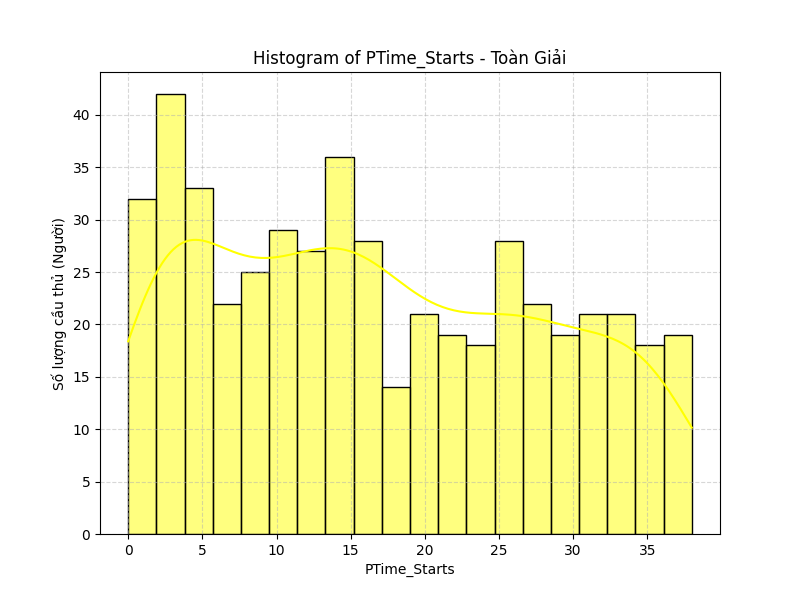 Histogram of PTime_Starts - Toàn Giải
40
35
30
25
20
15
10
5
0
Số lượng cầu thủ (Người)
0 5 10 15 20 25 30 35
PTime_Starts